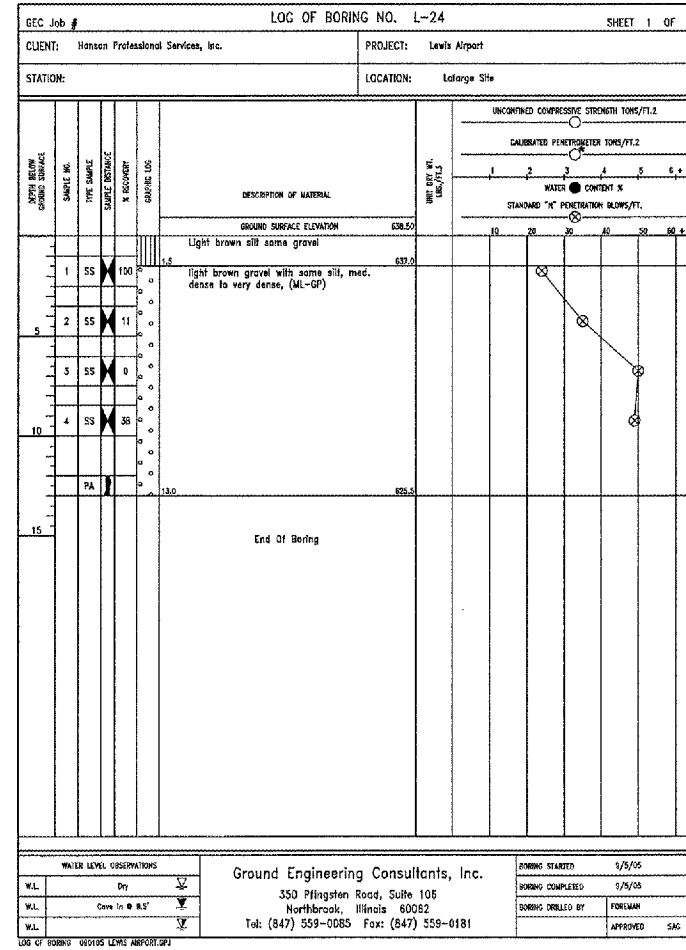 GEC Job # LOG OF BORING NO. L-24 SHEET 1 OF
CLIENT: Hanson Professional Services, Inc. PROJECT: Lewis Airport
STATION: LOCATION: Lafarge Site
DEPTH BELOW GROUND SURFACE
SAMPLE NO.
TYPE SAMPLE
SAMPLE DISTANCE
% RECOVERY
GRAPHIC LOG
DESCRIPTION OF MATERIAL
UNIT DRY WT. LBS./FT.3
UNCONFINED COMPRESSIVE STRENGTH TONS/FT.2
CALIBRATED PENETROMETER TONS/FT.2
*
1 2 3 4 5 6 +
WATER CONTENT %
STANDARD "N" PENETRATION BLOWS/FT.
GROUND SURFACE ELEVATION 638.50
10 20 30 40 50 60 +
Light brown silt some gravel
1.5 637.0
1 SS 100 light brown gravel with some silt, med.
dense to very dense, (ML-GP)
2 SS 11
5
3 SS 0
4 SS 38
10
PA
13.0 625.5
15
End Of Boring
WATER LEVEL OBSERVATIONS
W.L. Dry
W.L. Cave In @ 8.5'
W.L.
Ground Engineering Consultants, Inc.
350 Pfingsten Road, Suite 106
Northbrook, Illinois 60062
Tel: (847) 559-0085 Fax: (847) 559-0181
BORING STARTED 9/5/05
BORING COMPLETED 9/5/05
BORING DRILLED BY FOREMAN
APPROVED SAG
LOG OF BORING 080105 LEWIS AIRPORT.GPJ